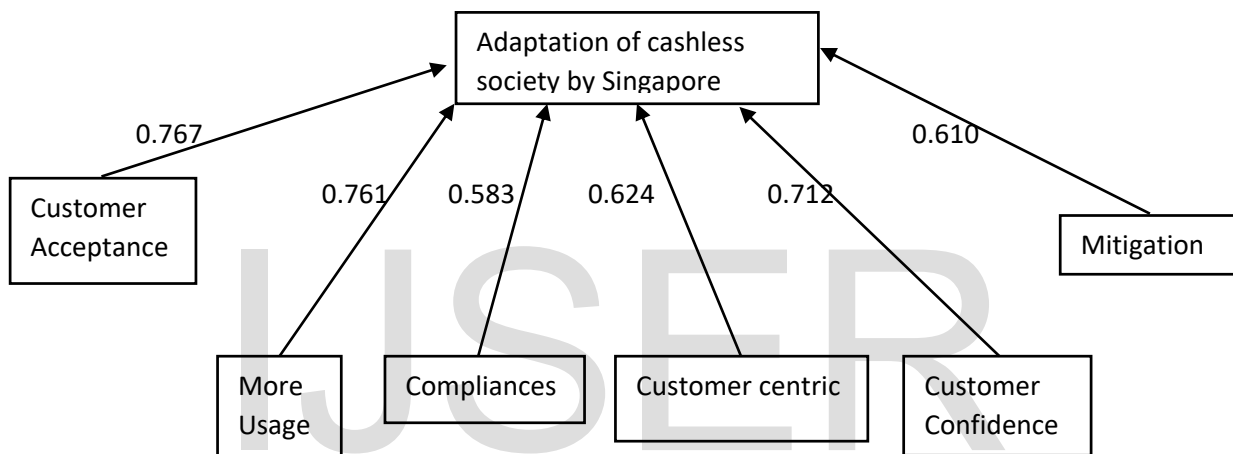 Adaptation of cashless
society by Singapore
0.767
0.610
Customer
Acceptance
0.761
0.583
0.624
0.712
Mitigation
More
Usage
Compliances
Customer centric
Customer
Confidence
IJSER